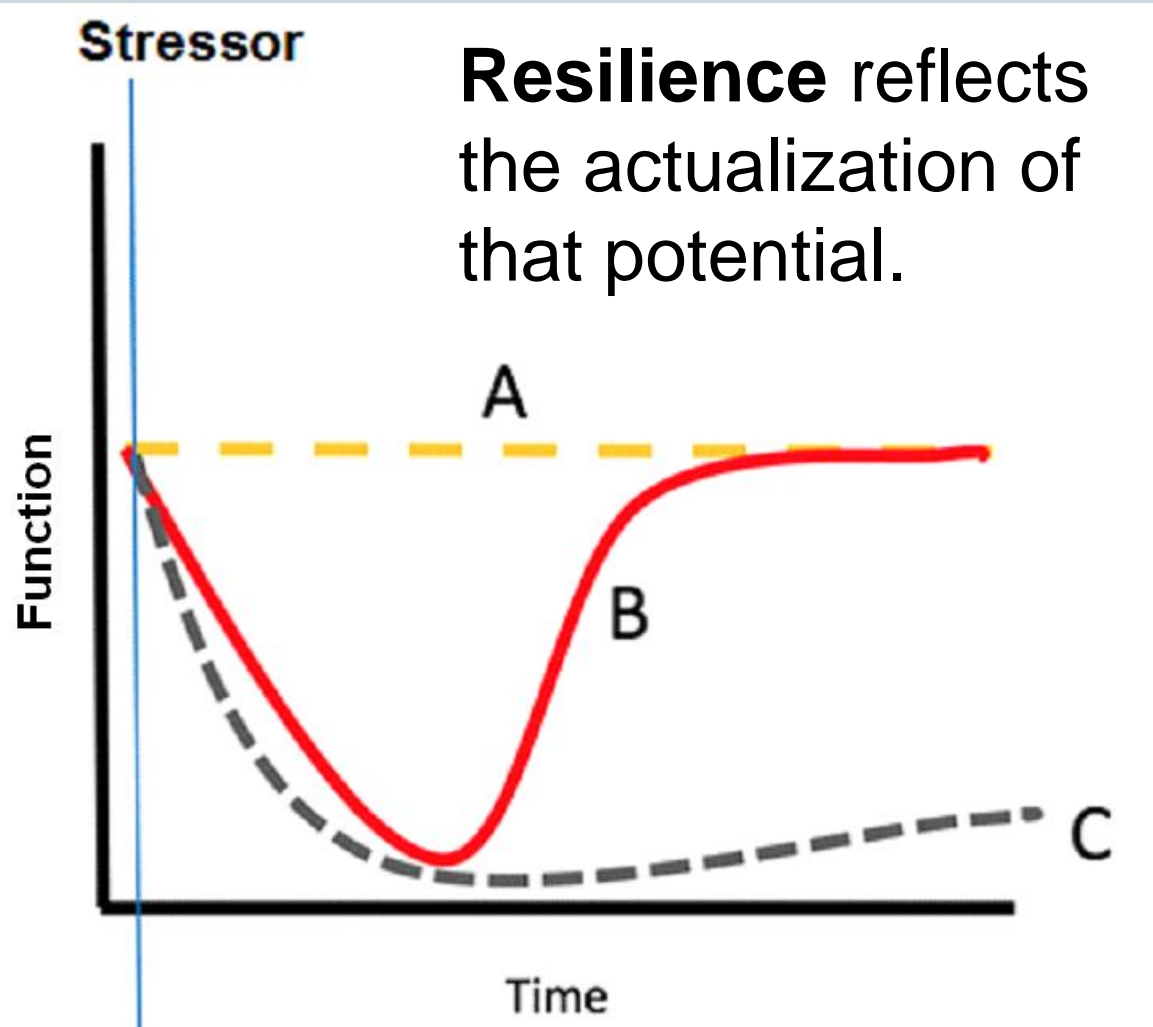 Stressor
Resilience reflects
the actualization of
that potential.
A
Function
B
C
Time